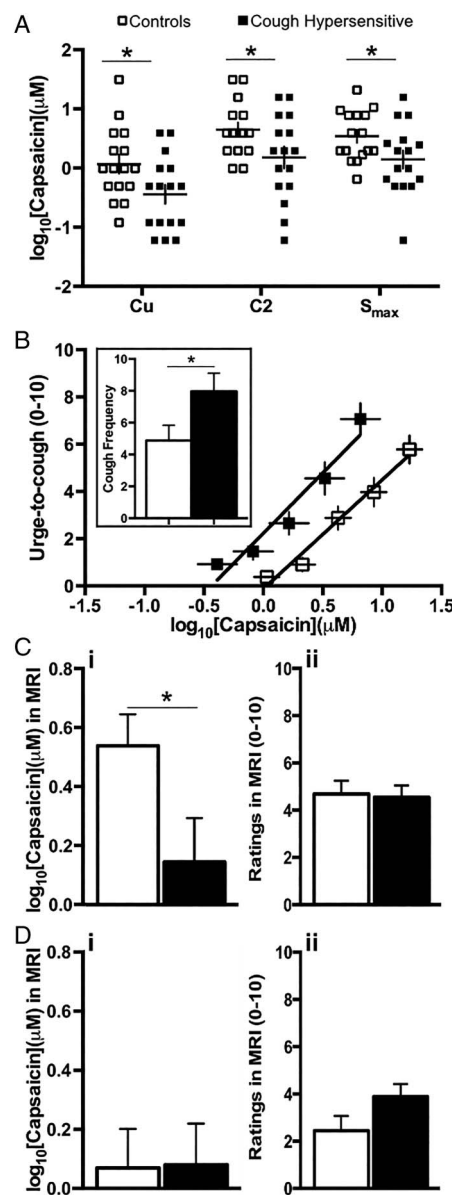 A
Controls
Cough Hypersensitive
*
*
*
log10[Capsaicin](μM)
2
1
0
-1
-2
Cu
C2
Smax
B
Urge-to-cough (0-10)
10
8
6
4
2
0
Cough Frequency
10
8
6
4
2
0
*
-1.5
-1.0
-0.5
0.0
0.5
1.0
1.5
log10[Capsaicin](μM)
C
i
log10[Capsaicin](μM) in MRI
0.8
0.6
0.4
0.2
0.0
*
ii
Ratings in MRI (0-10)
10
8
6
4
2
0
D
i
log10[Capsaicin](μM) in MRI
0.8
0.6
0.4
0.2
0.0
ii
Ratings in MRI (0-10)
10
8
6
4
2
0